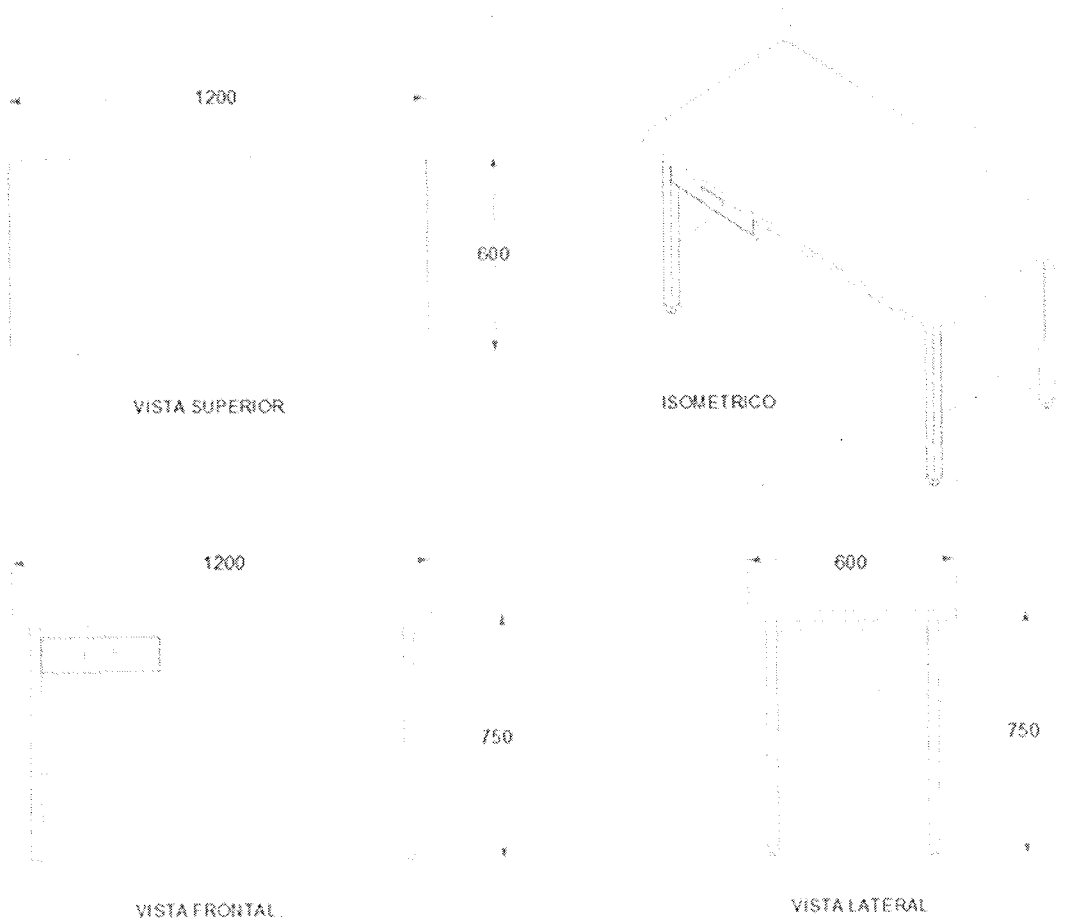 1200
600
VISTA SUPERIOR
ISOMETRICO
1200
750
VISTA FRONTAL.
600
750
VISTA LATERAL